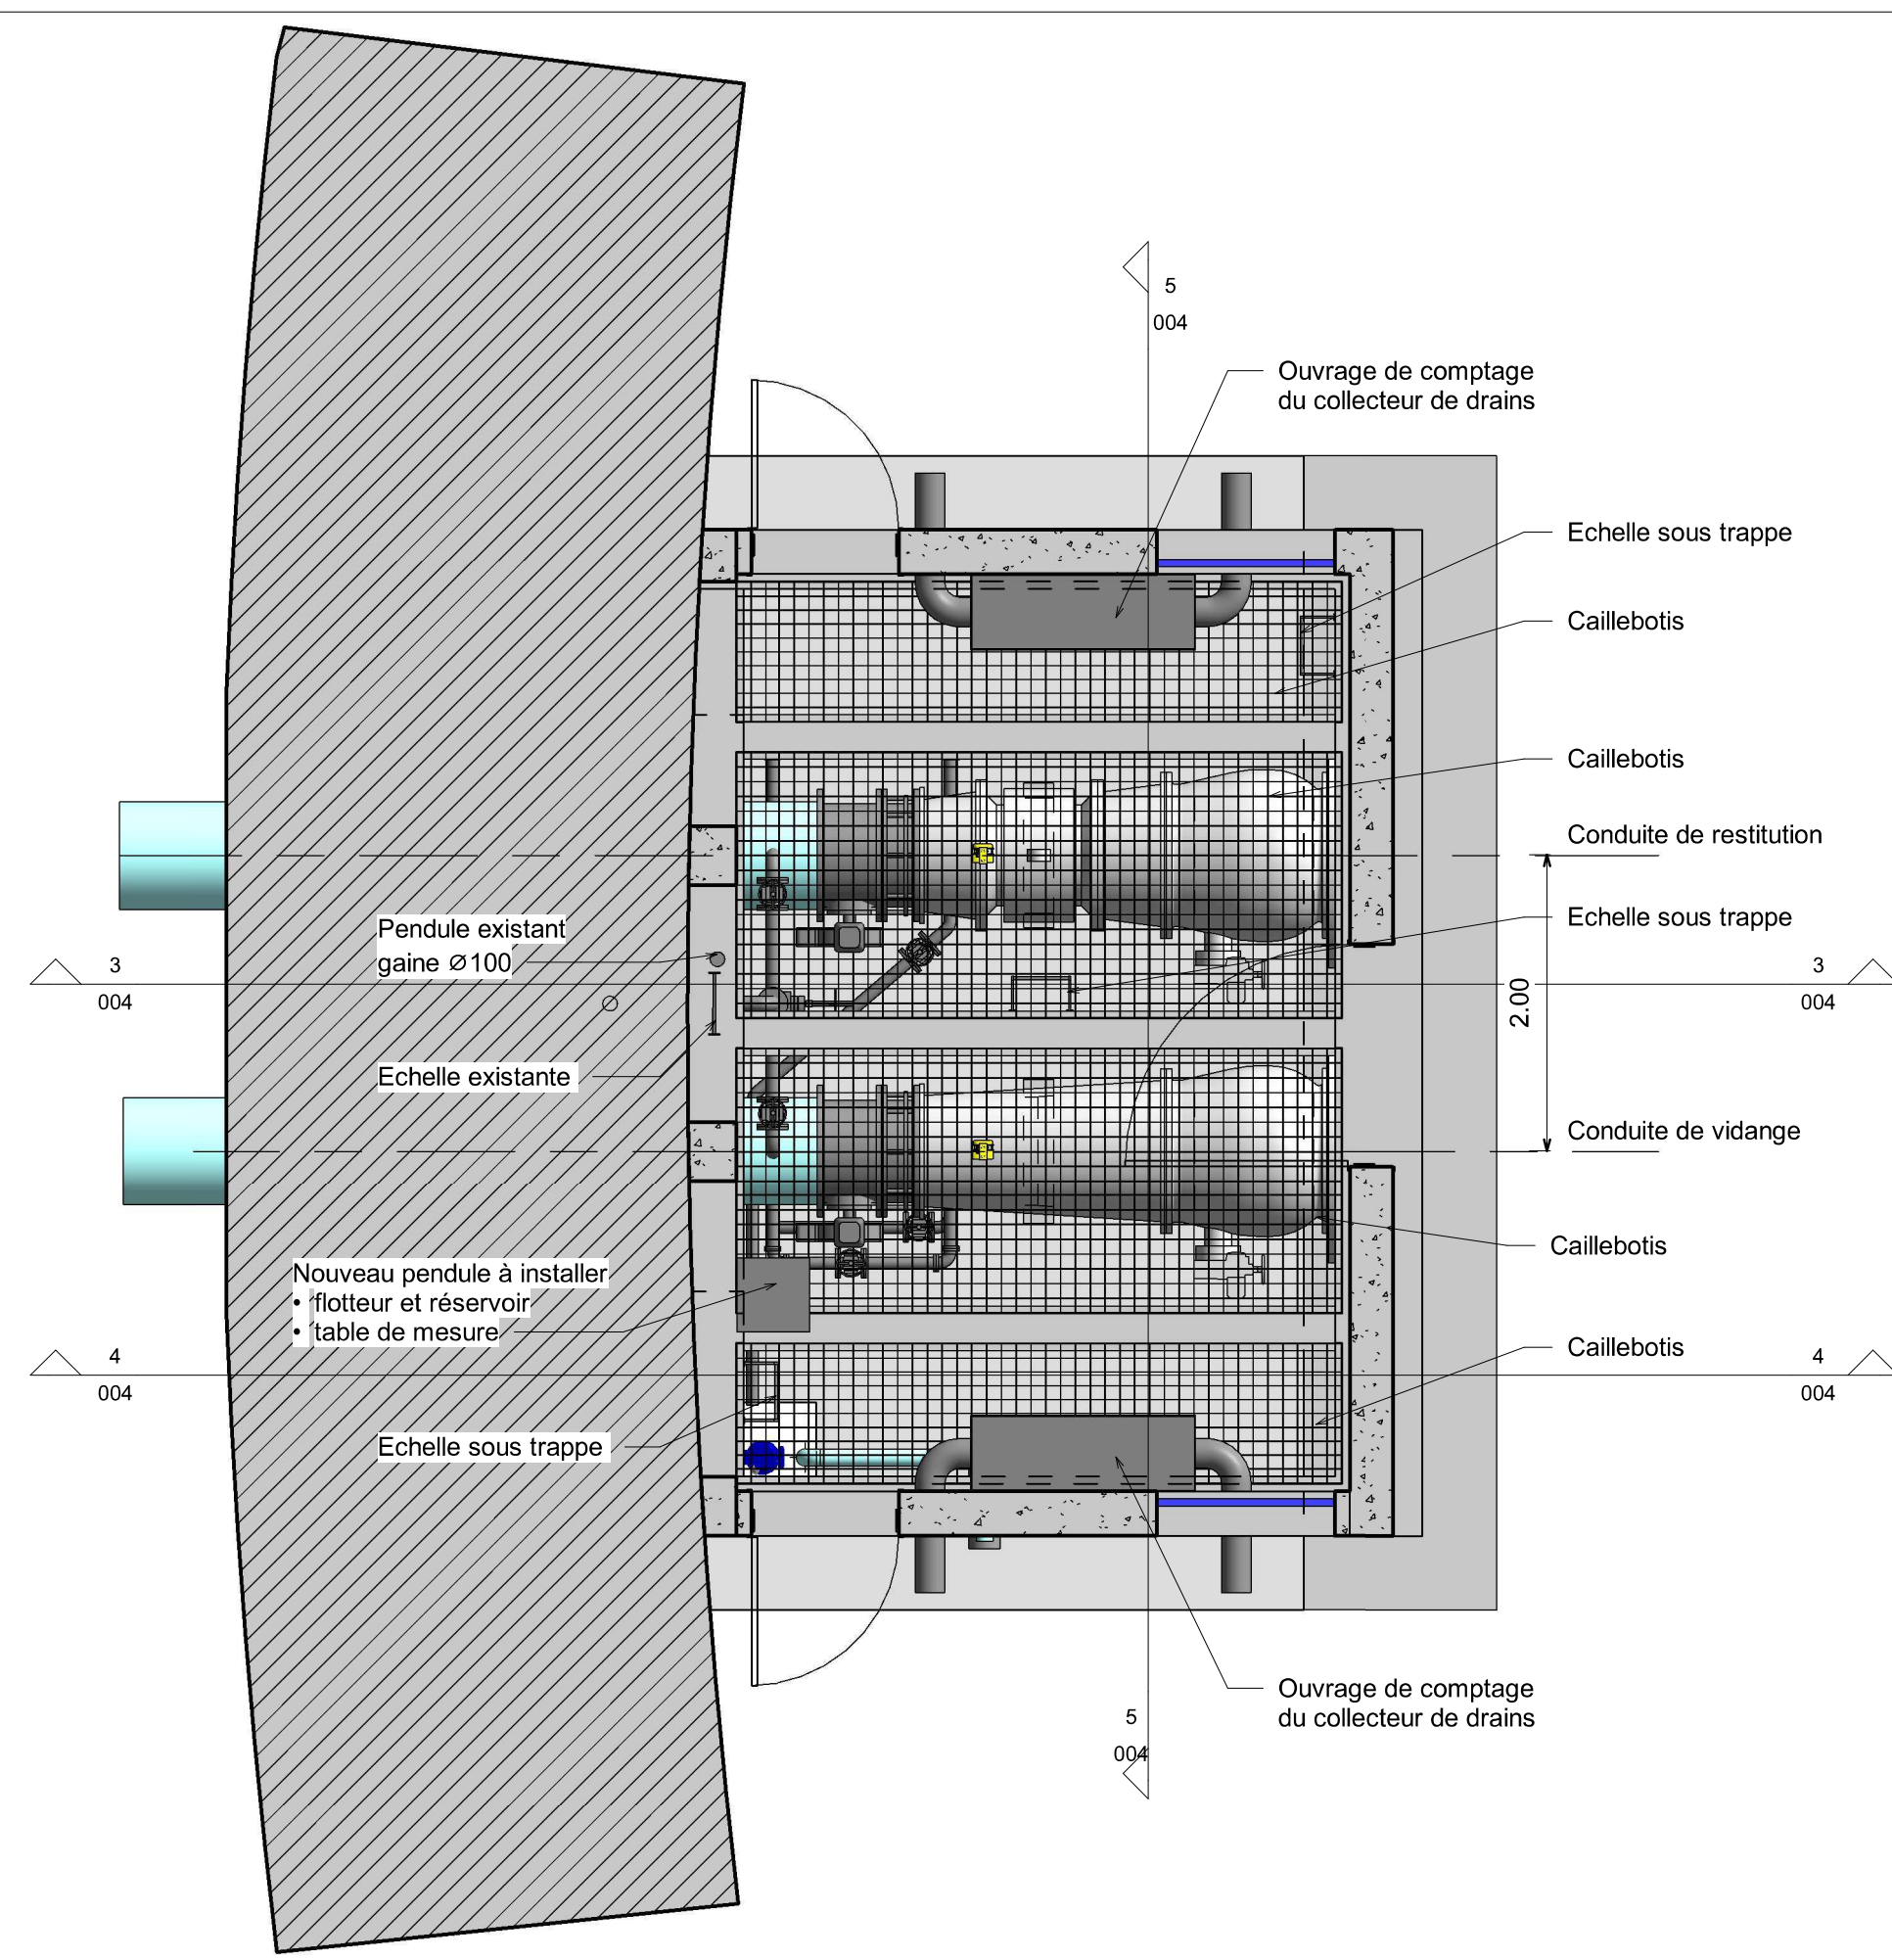 5
004
Ouvrage de comptage
du collecteur de drains
Echelle sous trappe
Caillebotis
Caillebotis
Conduite de restitution
Pendule existant
gaine Ø100
Echelle sous trappe
3
004
3
004
2.00
Echelle existante
Conduite de vidange
Caillebotis
Nouveau pendule à installer
• flotteur et réservoir
• table de mesure
Caillebotis
4
004
4
004
Echelle sous trappe
Ouvrage de comptage
du collecteur de drains
5
004